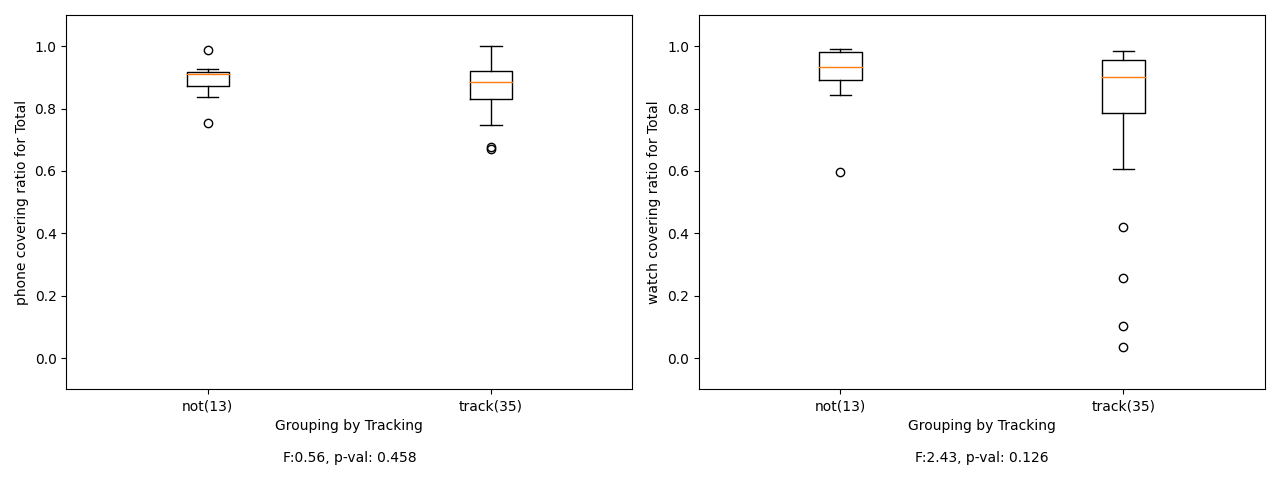 phone covering ratio for Total
1.0
0.8
0.6
0.4
0.2
0.0
not(13) track(35)
Grouping by Tracking
F:0.56, p-val: 0.458
watch covering ratio for Total
1.0
0.8
0.6
0.4
0.2
0.0
not(13) track(35)
Grouping by Tracking
F:2.43, p-val: 0.126